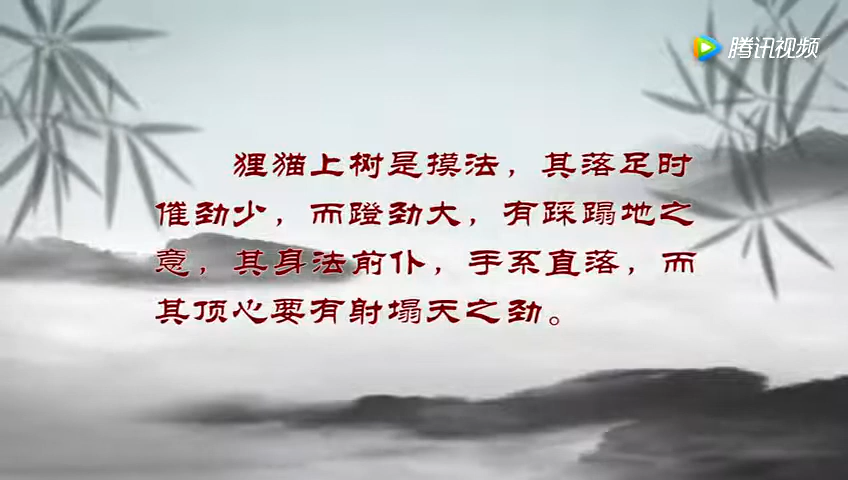 腾讯视频
狸猫上树是摸法，其落足时
催劲少，而蹬劲大，有踩蹋地之
意，其身法前仆，手系直落，而
其顶心要有射塌天之劲。